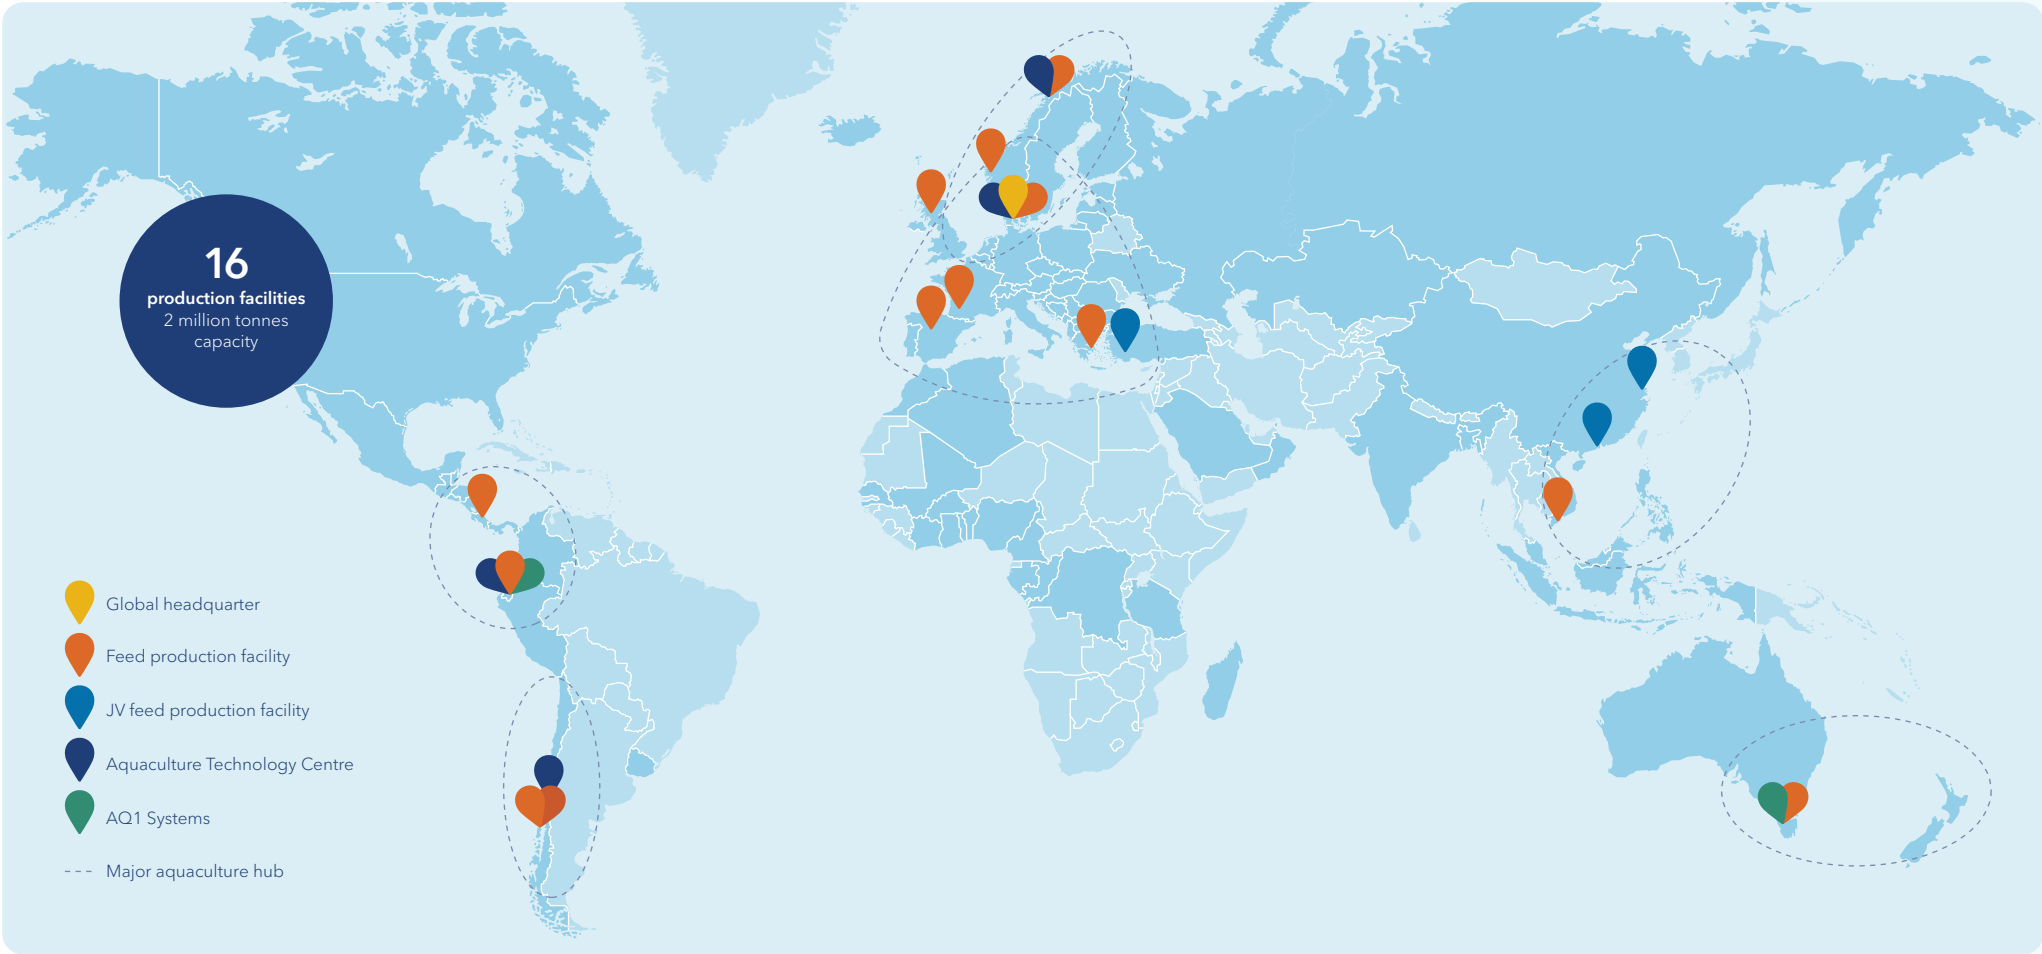 16
production facilities
2 million tonnes
capacity
Global headquarter
Feed production facility
JV feed production facility
Aquaculture Technology Centre
AQ1 Systems
Major aquaculture hub